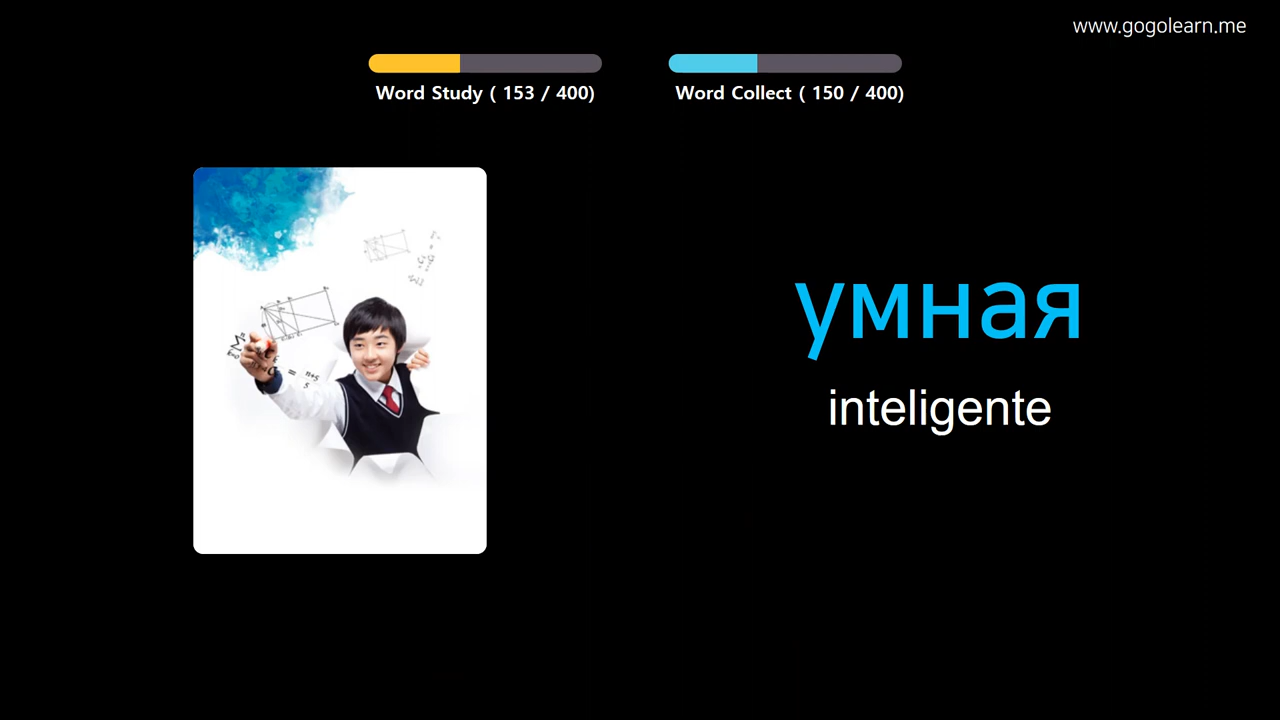 www.gogolearn.me
Word Study ( 153 / 400)
Word Collect ( 150 / 400)
умная
inteligente